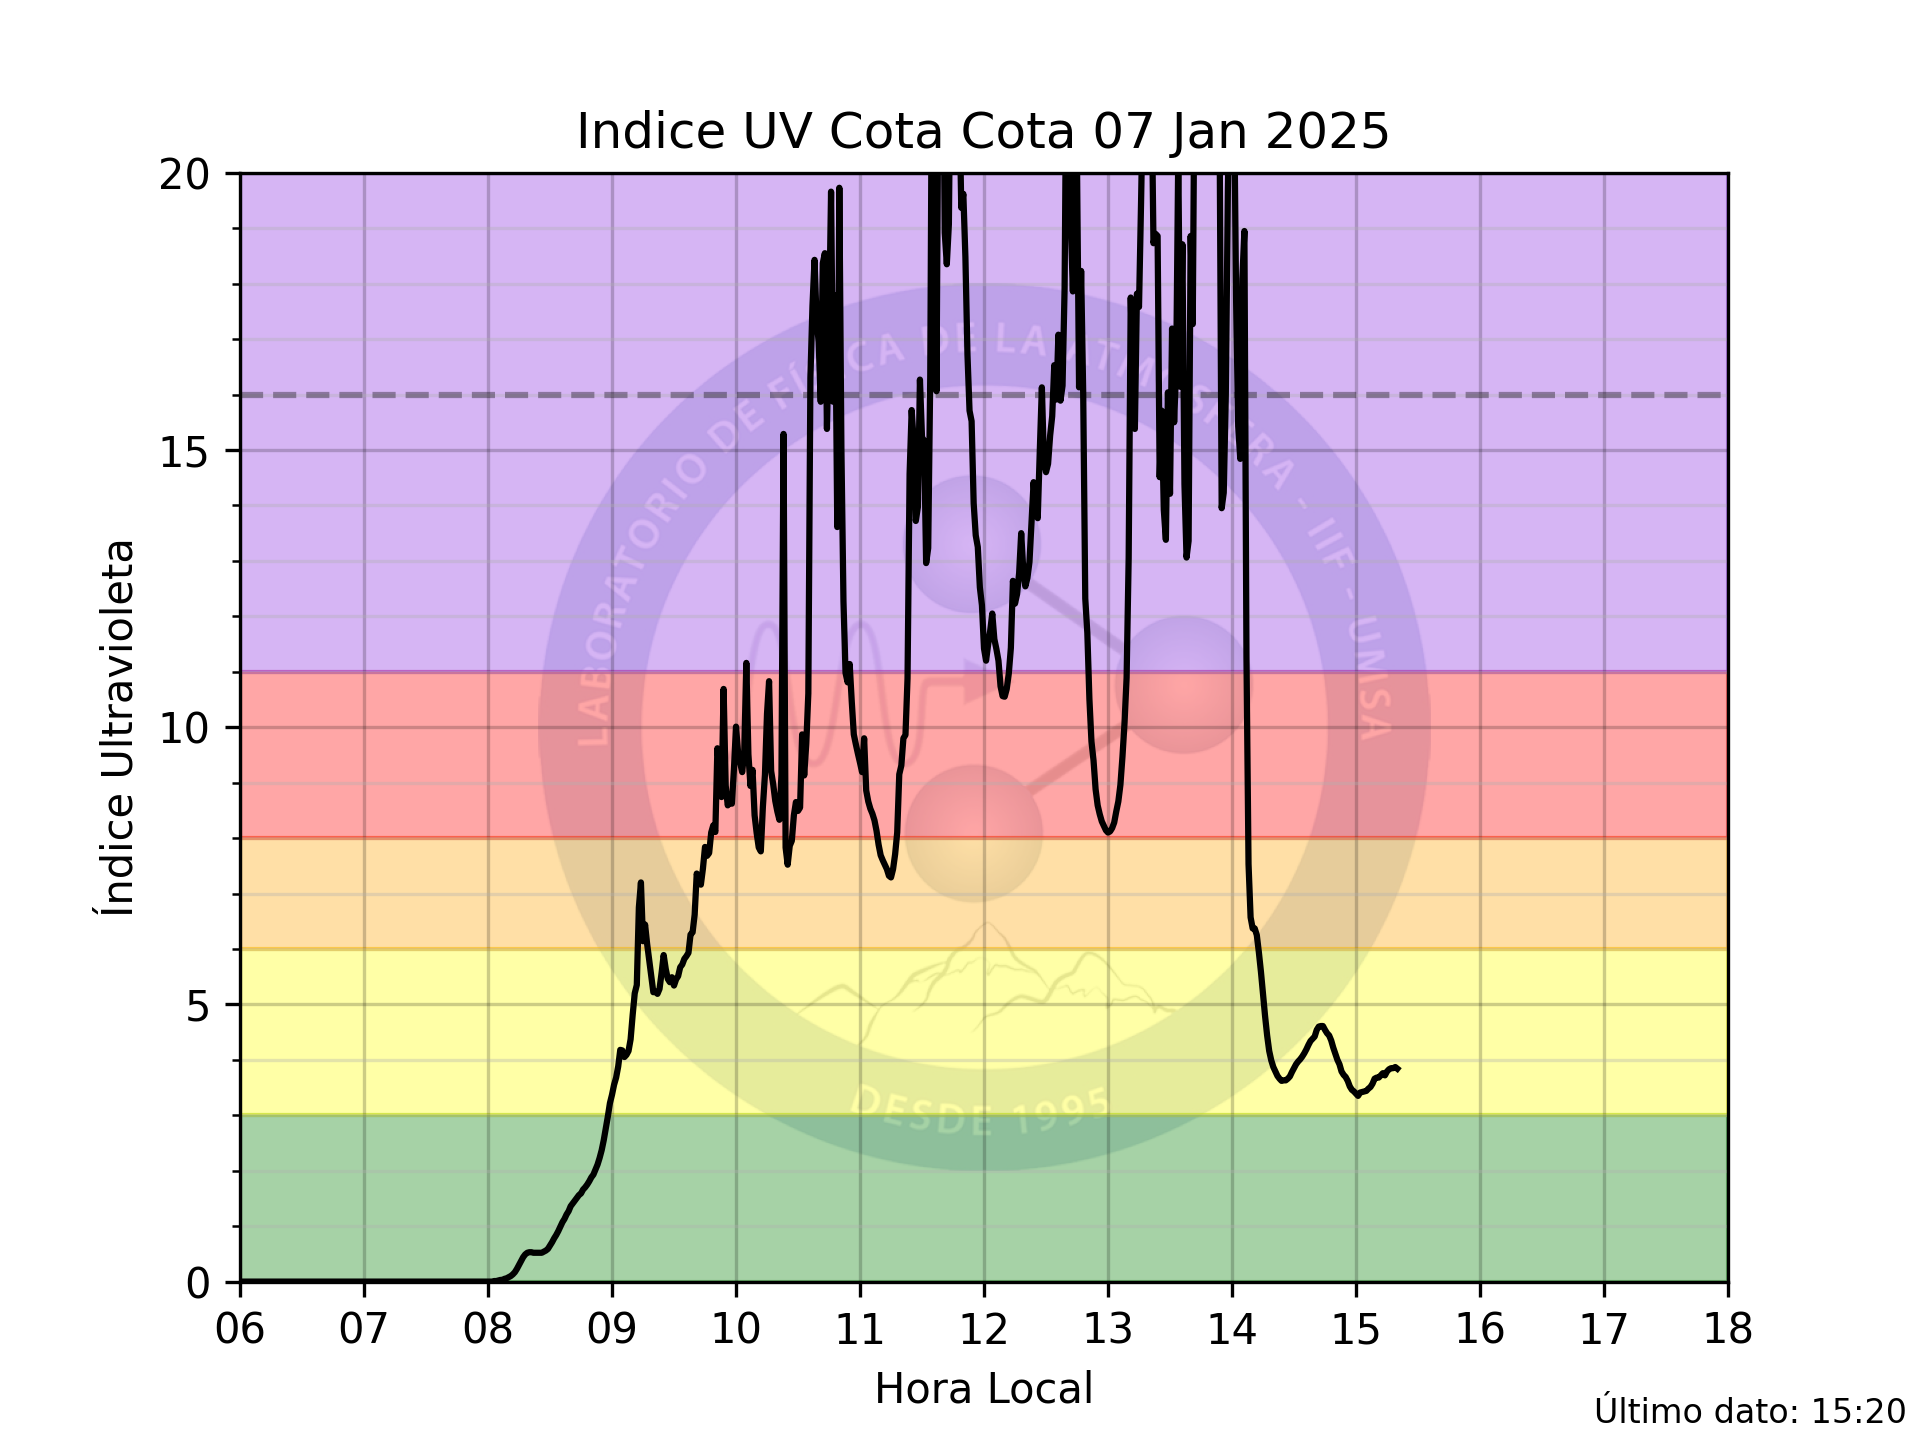 Indice UV Cota Cota 07 Jan 2025
20
15
10
5
0
Índice Ultravioleta
LABORATORIO DE FÍSICA DE LA ATMÓSFERA - IIF - UMSA
DESDE 1995
06 07 08 09 10 11 12 13 14 15 16 17 18
Hora Local
Último dato: 15:20